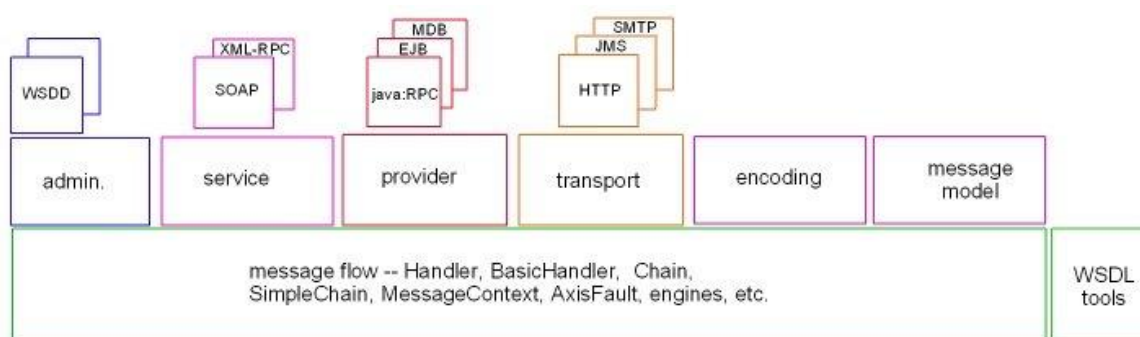 WSDD
XML-RPC
SOAP
MDB
EJB
java:RPC
SMTP
JMS
HTTP
admin.
service
provider
transport
encoding
message
model
message flow -- Handler, BasicHandler, Chain,
SimpleChain, MessageContext, AxisFault, engines, etc.
WSDL
tools